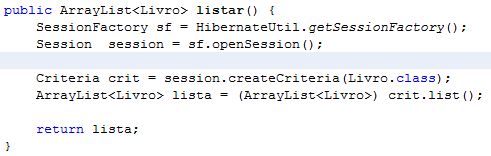 public ArrayList<Livro> listar() {
    SessionFactory sf = HibernateUtil.getSessionFactory();
    Session  session = sf.openSession();
    Criteria crit = session.createCriteria(Livro.class);
    ArrayList<Livro> lista = (ArrayList<Livro>) crit.list();
    return lista;
}